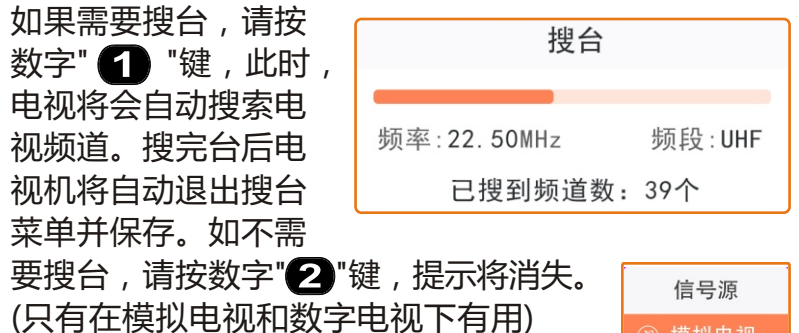 如果需要搜台，请按
数字" 1 "键，此时，
电视将会自动搜索电
视频道。搜完台后电
视机将自动退出搜台
菜单并保存。如不需
要搜台，请按数字"2"键，提示将消失。
(只有在模拟电视和数字电视下有用)
搜台
频率:22.50MHz 频段:UHF
已搜到频道数：39个
信号源
模拟电视